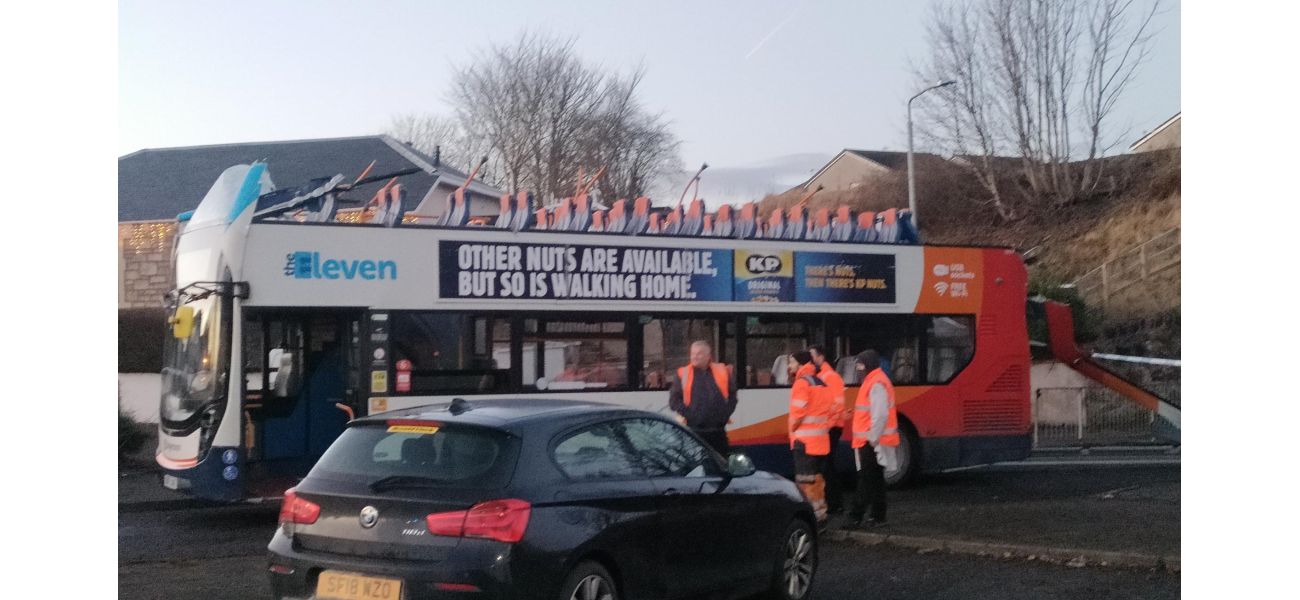 the
leven
OTHER NUTS ARE AVAILABLE,
BUT SO IS WALKING HOME.
KP
ORIGINAL
THERE'S NUTS.
THEN THERE'S KP NUTS.
USB
sockets
FREE
Wi-Fi
SF18 WZO